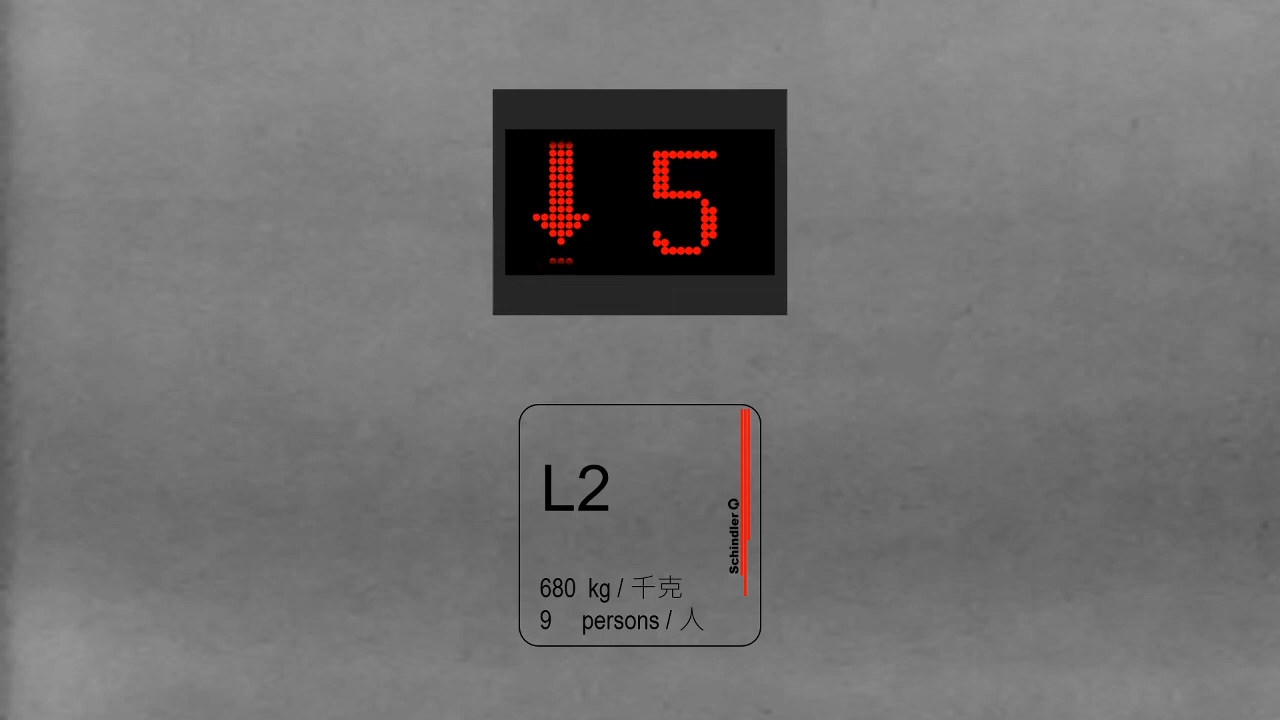 ↓ 5
L2
Schindler Q
680 kg / 千克
9 persons / 人